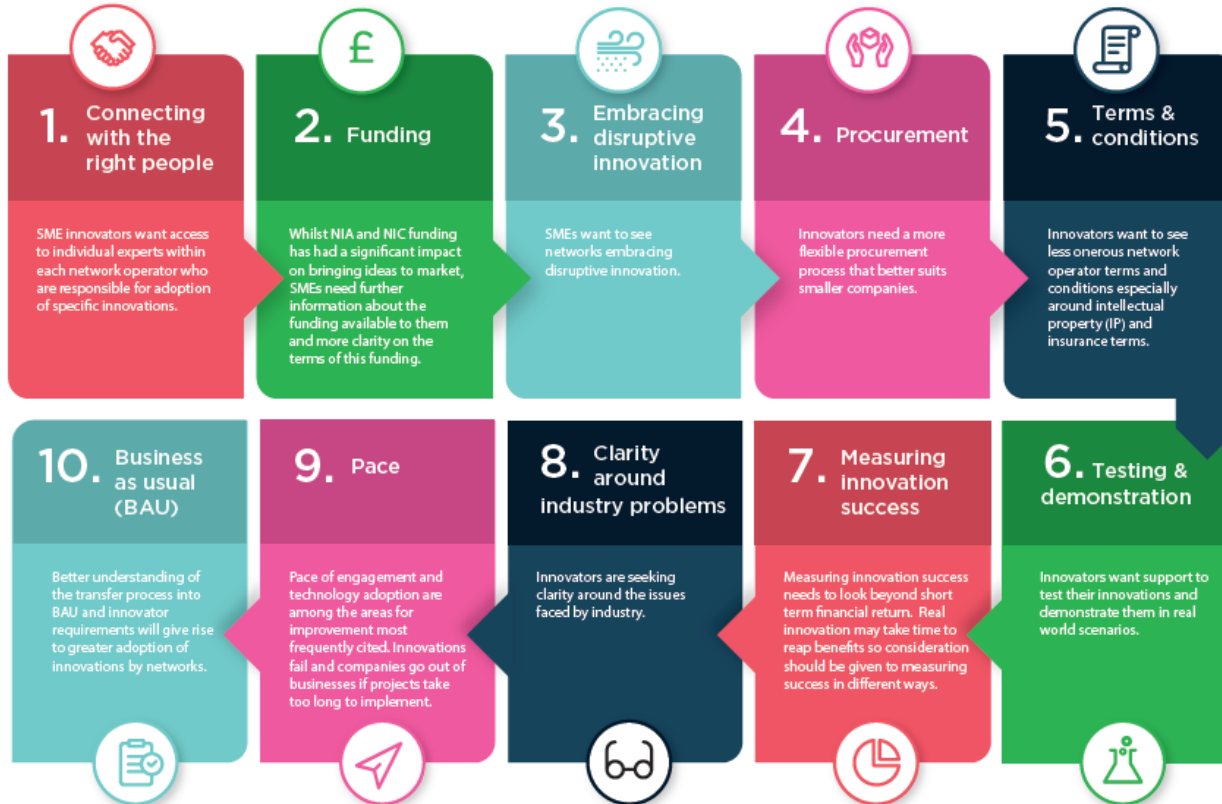 £
1. Connecting
with the
right people
SME innovators want access
to individual experts within
each network operator who
are responsible for adoption
of specific innovations.
2. Funding
Whilst NIA and NIC funding
has had a significant impact
on bringing ideas to market,
SMEs need further
information about the
funding available to them
and more clarity on the
terms of this funding.
3. Embracing
disruptive
innovation
SMEs want to see
networks embracing
disruptive innovation.
4. Procurement
Innovators need a more
flexible procurement
process that better suits
smaller companies.
5. Terms &
conditions
Innovators want to see
less onerous network
operator terms and
conditions especially
around intellectual
property (IP) and
insurance terms.
6. Testing &
demonstration
Innovators want support to
test their innovations and
demonstrate them in real
world scenarios.
7. Measuring
innovation
success
Measuring innovation success
needs to look beyond short
term financial return. Real
innovation may take time to
reap benefits so consideration
should be given to measuring
success in different ways.
8. Clarity
around
industry problems
Innovators are seeking
clarity around the issues
faced by industry.
9. Pace
Pace of engagement and
technology adoption are
among the areas for
improvement most
frequently cited. Innovations
fail and companies go out of
businesses if projects take
too long to implement.
10. Business
as usual
(BAU)
Better understanding of
the transfer process into
BAU and innovator
requirements will give rise
to greater adoption of
innovations by networks.